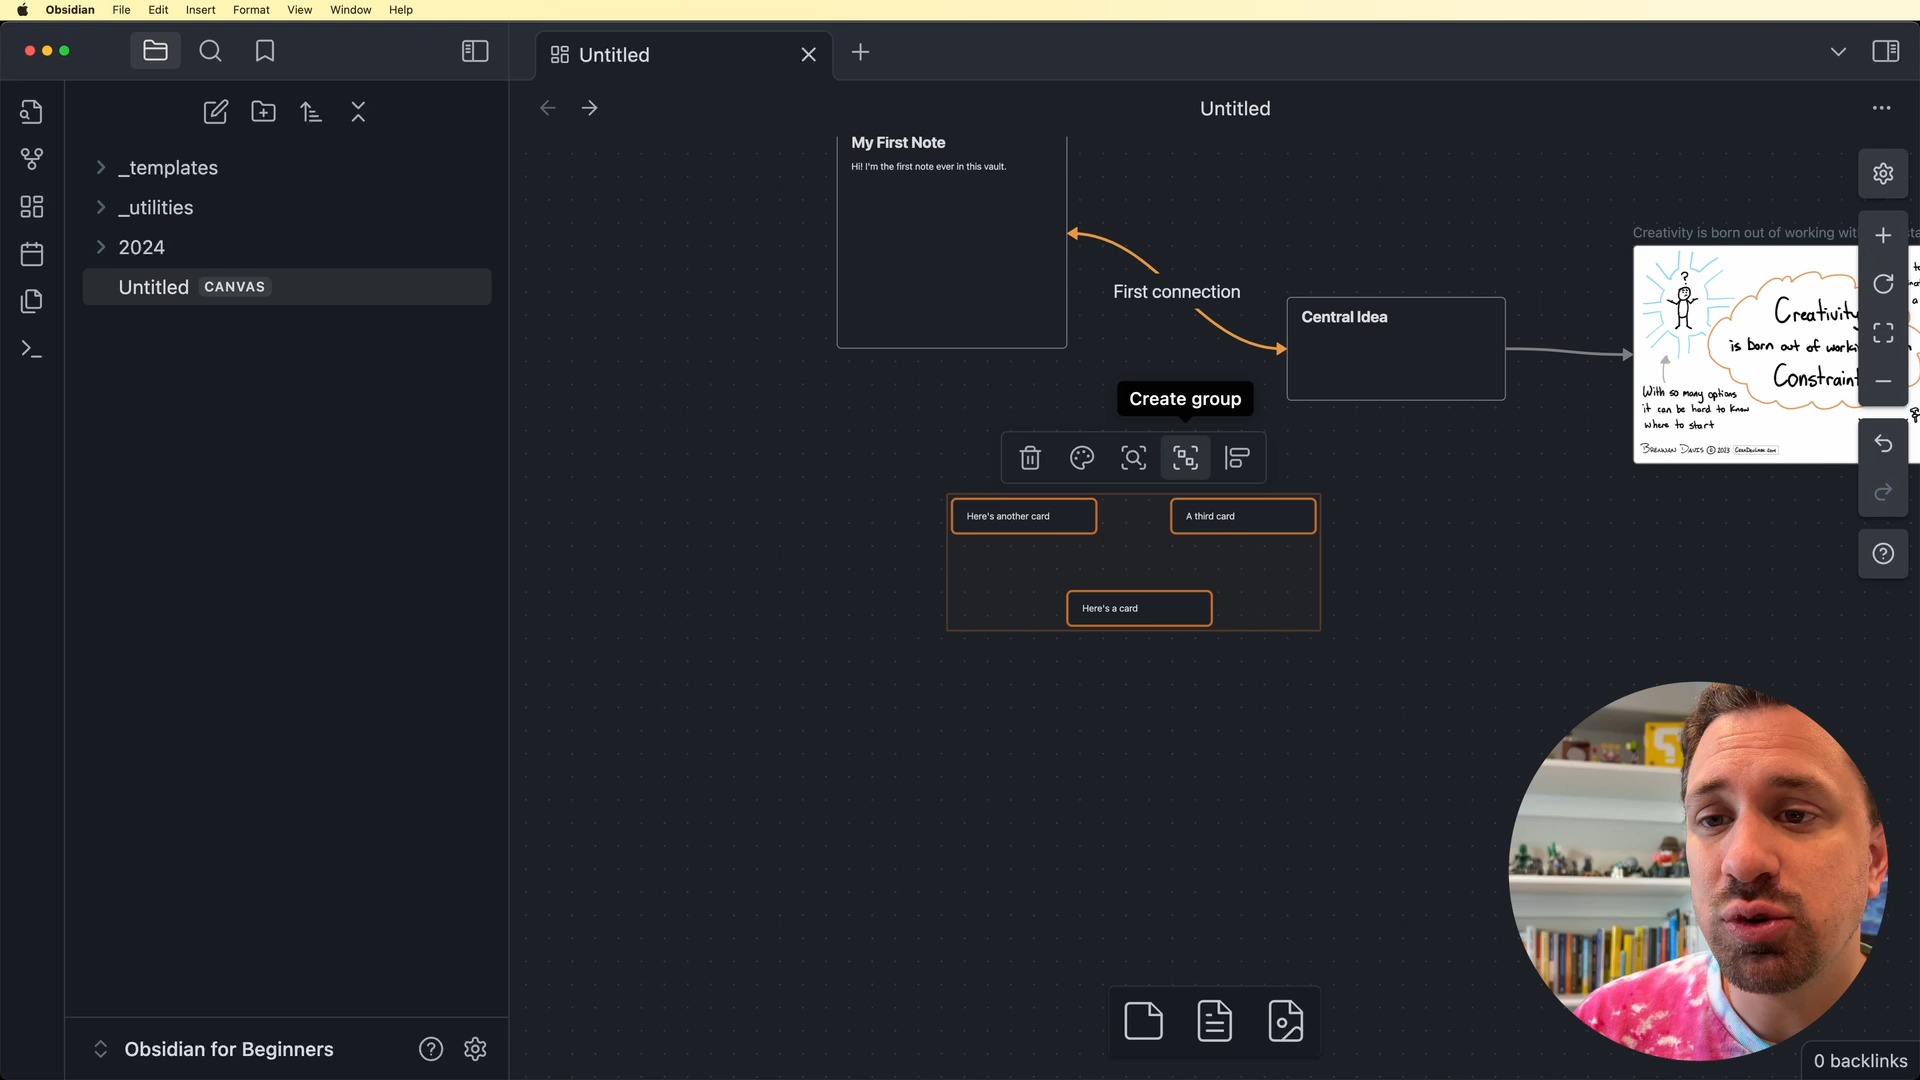 Obsidian File Edit Insert Format View Window Help
Untitled
Untitled
_templates
_utilities
2024
Untitled CANVAS
My First Note
Hi! I'm the first note ever in this vault.
First connection
Central Idea
Creativity is born out of working wit
?
Creativity
is born out of worki
Constraint
With so many options
it can be hard to know
where to start
BRENNAN DAVIS © 2023
Create group
Here's another card
A third card
Here's a card
Obsidian for Beginners
0 backlinks